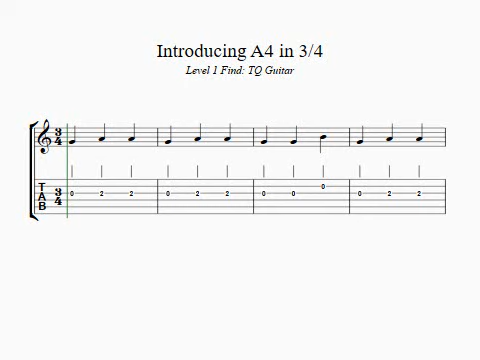 Introducing A4 in 3/4
Level 1 Find: TQ Guitar
3
4
T
A
B
3
4
0 2 2 0 2 2 0 0 0 0 2 2